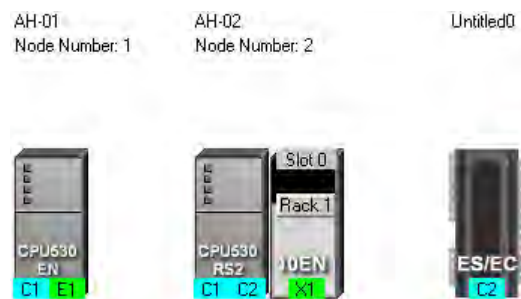 AH-01
Node Number: 1
AH-02
Node Number: 2
Untitled0
CPU530
EN
C1 E1
CPU530
RS2
C1 C2
Slot 0
Rack 1
10EN
X1
ES/EC
C2